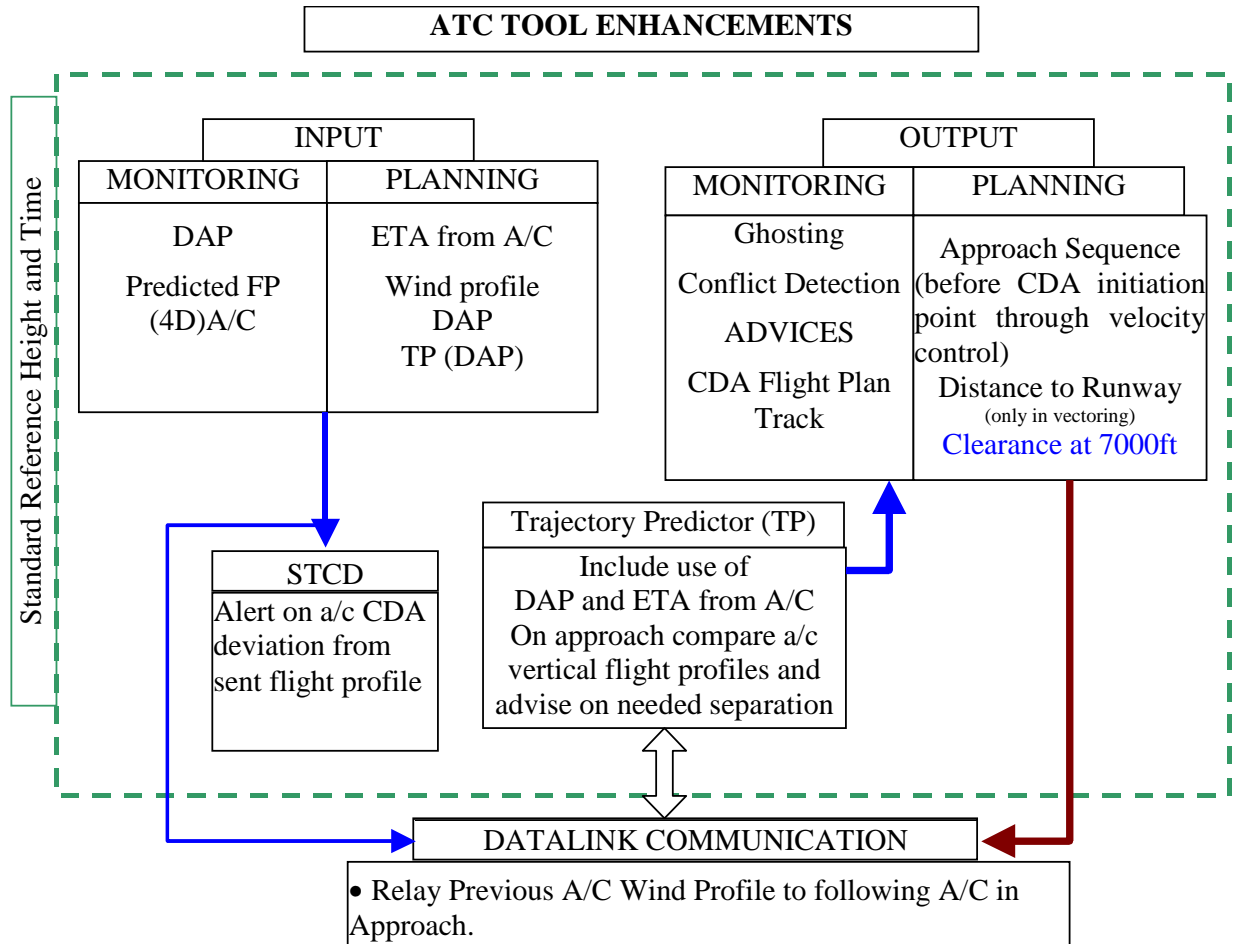 ATC TOOL ENHANCEMENTS
Standard Reference Height and Time
INPUT
MONITORING
DAP
Predicted FP
(4D)A/C
PLANNING
ETA from A/C
Wind profile
DAP
TP (DAP)
OUTPUT
MONITORING
Ghosting
Conflict Detection
ADVICES
CDA Flight Plan
Track
PLANNING
Approach Sequence
(before CDA initiation
point through velocity
control)
Distance to Runway
(only in vectoring)
Clearance at 7000ft
STCD
Alert on a/c CDA
deviation from
sent flight profile
Trajectory Predictor (TP)
Include use of
DAP and ETA from A/C
On approach compare a/c
vertical flight profiles and
advise on needed separation
DATALINK COMMUNICATION
• Relay Previous A/C Wind Profile to following A/C in
Approach.